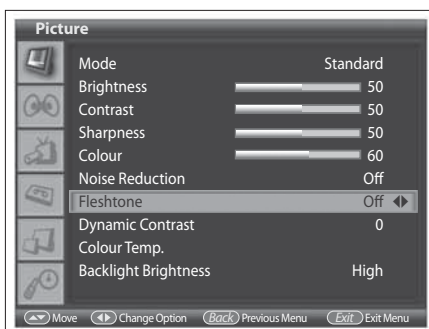 Picture
Mode Standard
Brightness 50
Contrast 50
Sharpness 50
Colour 60
Noise Reduction Off
Fleshtone Off
Dynamic Contrast 0
Colour Temp.
Backlight Brightness High
Move Change Option Back Previous Menu Exit Exit Menu